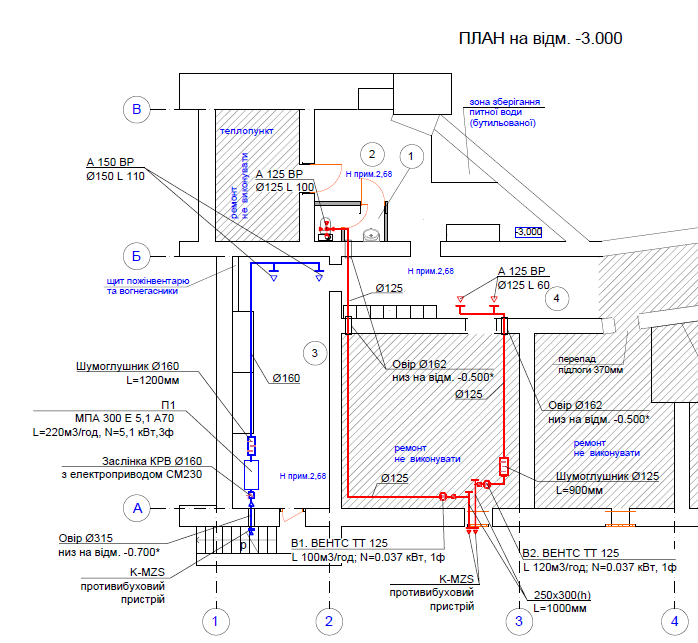 ПЛАН на відм. -3.000
зона зберігання
питної води
(бутильованої)
В
теплопункт
ремонт
не виконувати
А 150 ВР
Ø150 L 110
А 125 ВР
Ø125 L 100
2
1
Н прим.2,68
-3,000
Б
щит пожінвентарю
та вогнегасники
Н прим.2,68
А 125 ВР
Ø125 L 60
Ø125
4
3
Шумоглушник Ø160
L=1200мм
Ø160
Овір Ø162
низ на відм. -0.500*
Ø125
перепад
підлоги 370мм
Овір Ø162
низ на відм. -0.500*
П1
МПА 300 Е 5,1 А70
L=220м3/год, N=5,1 кВт,3ф
ремонт
не виконувати
ремонт
не виконувати
Заслінка КРВ Ø160
з електроприводом СМ230
Н прим.2,68
Ø125
Шумоглушник Ø125
L=900мм
А
Овір Ø315
низ на відм. -0.700*
р
В1. ВЕНТС ТТ 125
L 100м3/год; N=0.037 кВт, 1ф
В2. ВЕНТС ТТ 125
L 120м3/год; N=0.037 кВт, 1ф
K-MZS
противибуховий
пристрій
K-MZS
противибуховий
пристрій
250x300(h)
L=1000мм
1
2
3
4